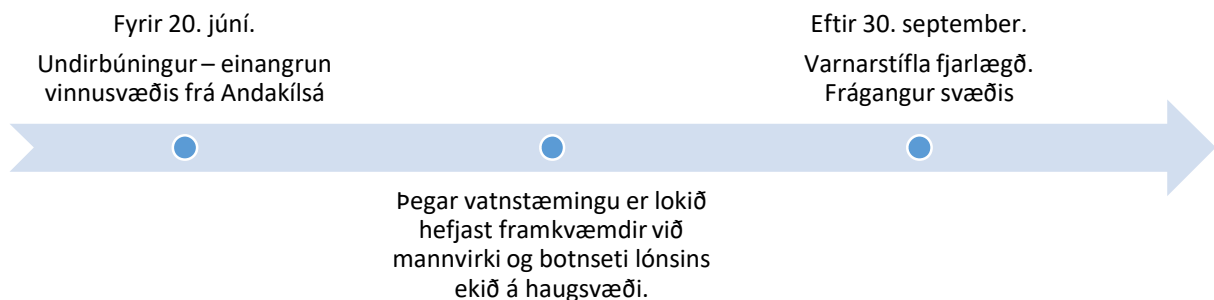 Fyrir 20. júní.
Undirbúningur – einangrun
vinnusvæðis frá Andakílsá
Þegar vatnstæmingu er lokið
hefjast framkvæmdir við
mannvirki og botnseti lónsins
ekið á haugsvæði.
Eftir 30. september.
Varnarstífla fjarlægð.
Frágangur svæðis